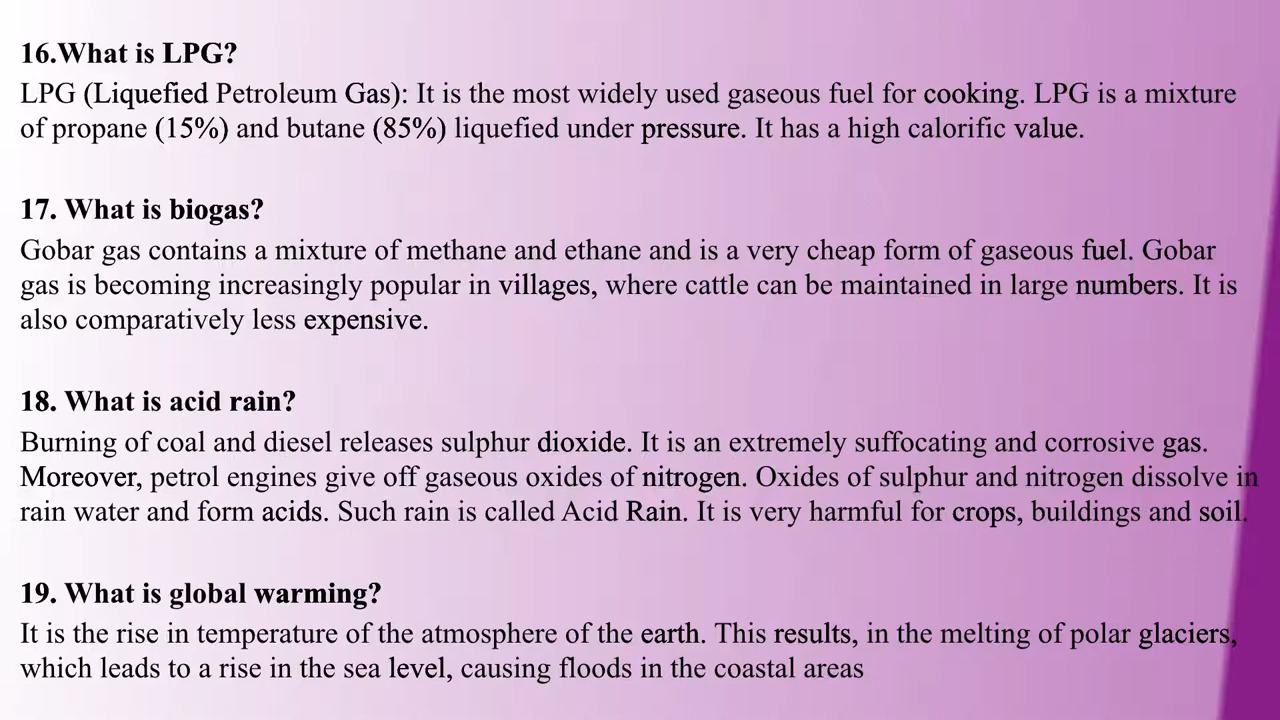 16.What is LPG?
LPG (Liquefied Petroleum Gas): It is the most widely used gaseous fuel for cooking. LPG is a mixture
of propane (15%) and butane (85%) liquefied under pressure. It has a high calorific value.
17. What is biogas?
Gobar gas contains a mixture of methane and ethane and is a very cheap form of gaseous fuel. Gobar
gas is becoming increasingly popular in villages, where cattle can be maintained in large numbers. It is
also comparatively less expensive.
18. What is acid rain?
Burning of coal and diesel releases sulphur dioxide. It is an extremely suffocating and corrosive gas.
Moreover, petrol engines give off gaseous oxides of nitrogen. Oxides of sulphur and nitrogen dissolve in
rain water and form acids. Such rain is called Acid Rain. It is very harmful for crops, buildings and soil.
19. What is global warming?
It is the rise in temperature of the atmosphere of the earth. This results, in the melting of polar glaciers,
which leads to a rise in the sea level, causing floods in the coastal areas